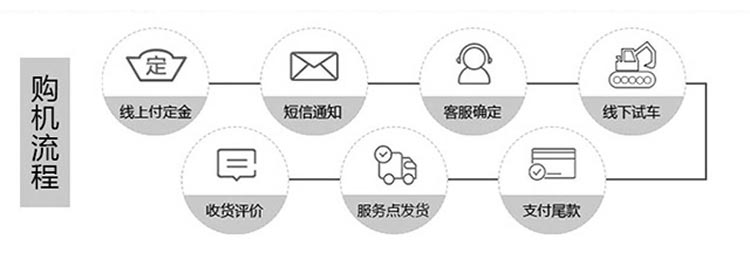 购机流程
定
线上付定金
短信通知
客服确定
线下试车
收货评价
服务点发货
支付尾款